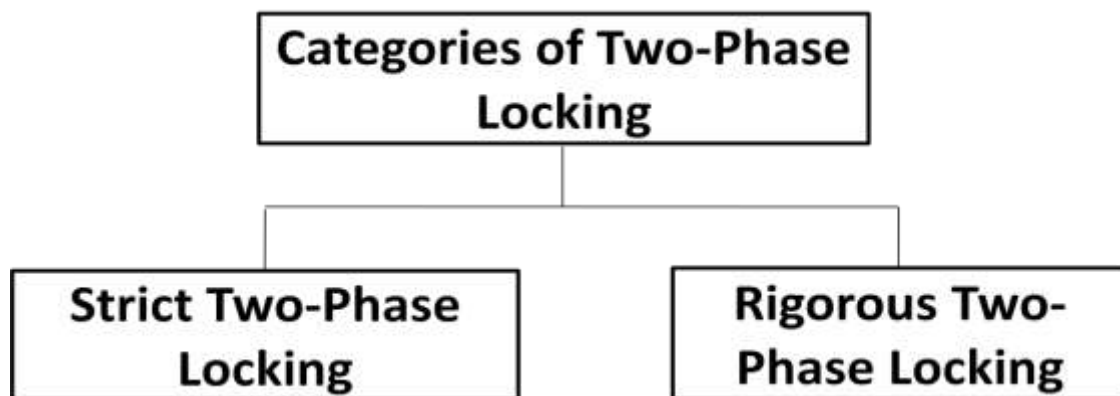 Categories of Two-Phase
Locking
Strict Two-Phase
Locking
Rigorous Two-
Phase Locking